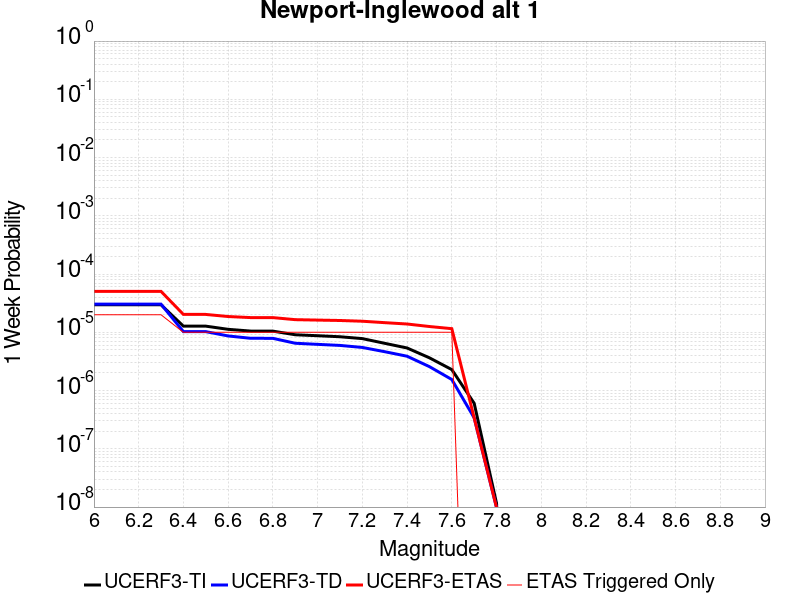 Newport-Inglewood alt 1
10^0
10^-1
10^-2
10^-3
10^-4
10^-5
10^-6
10^-7
10^-8
1 Week Probability
6 6.2 6.4 6.6 6.8 7 7.2 7.4 7.6 7.8 8 8.2 8.4 8.6 8.8 9
Magnitude
UCERF3-TI UCERF3-TD UCERF3-ETAS ETAS Triggered Only